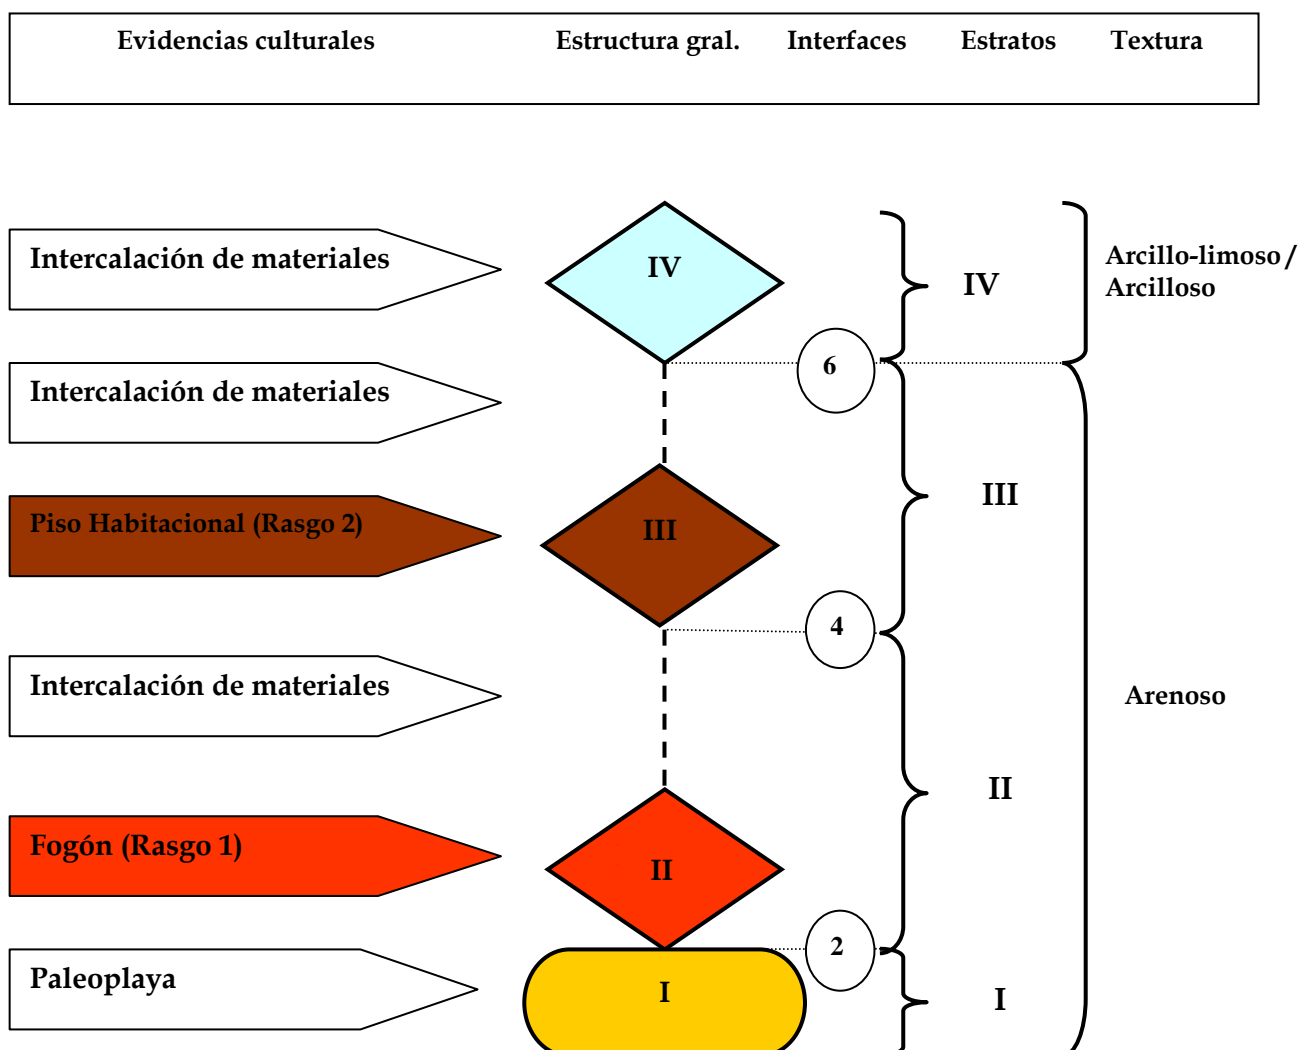 Evidencias culturales Estructura gral. Interfaces Estratos Textura
Intercalación de materiales IV IV Arcillo-limoso /
Arcilloso
6
Intercalación de materiales
III
Piso Habitacional (Rasgo 2) III
4
Intercalación de materiales Arenoso
II
Fogón (Rasgo 1) II
2
Paleoplaya I I